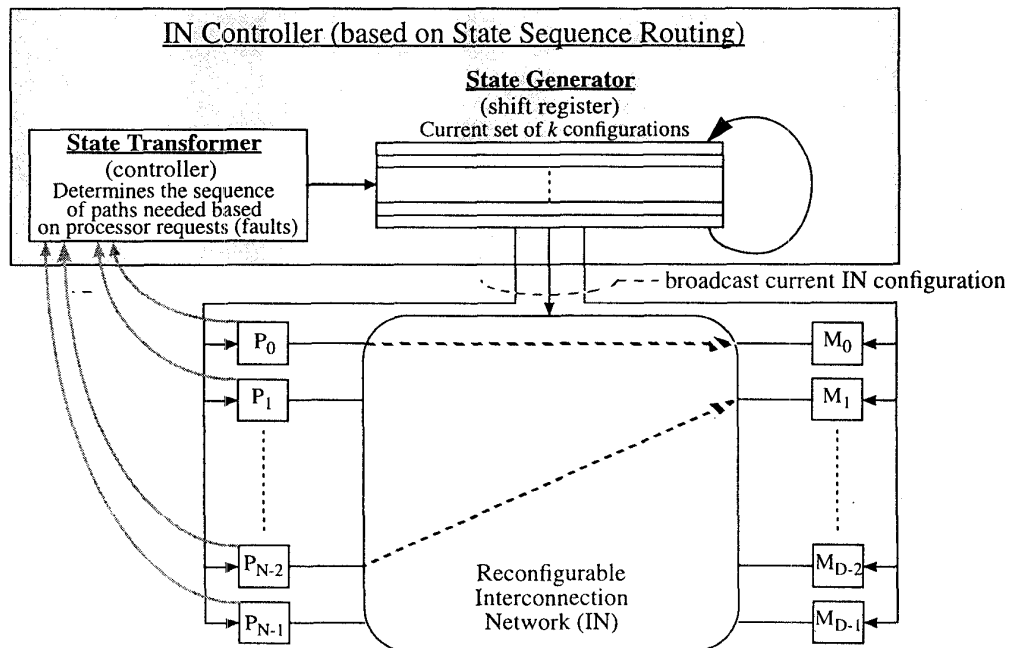 IN Controller (based on State Sequence Routing)
State Generator
(shift register)
Current set of k configurations
State Transformer
(controller)
Determines the sequence
of paths needed based
on processor requests (faults)
broadcast current IN configuration
P0
M0
P1
M1
PN-2
MD-2
PN-1
MD-1
Reconfigurable
Interconnection
Network (IN)